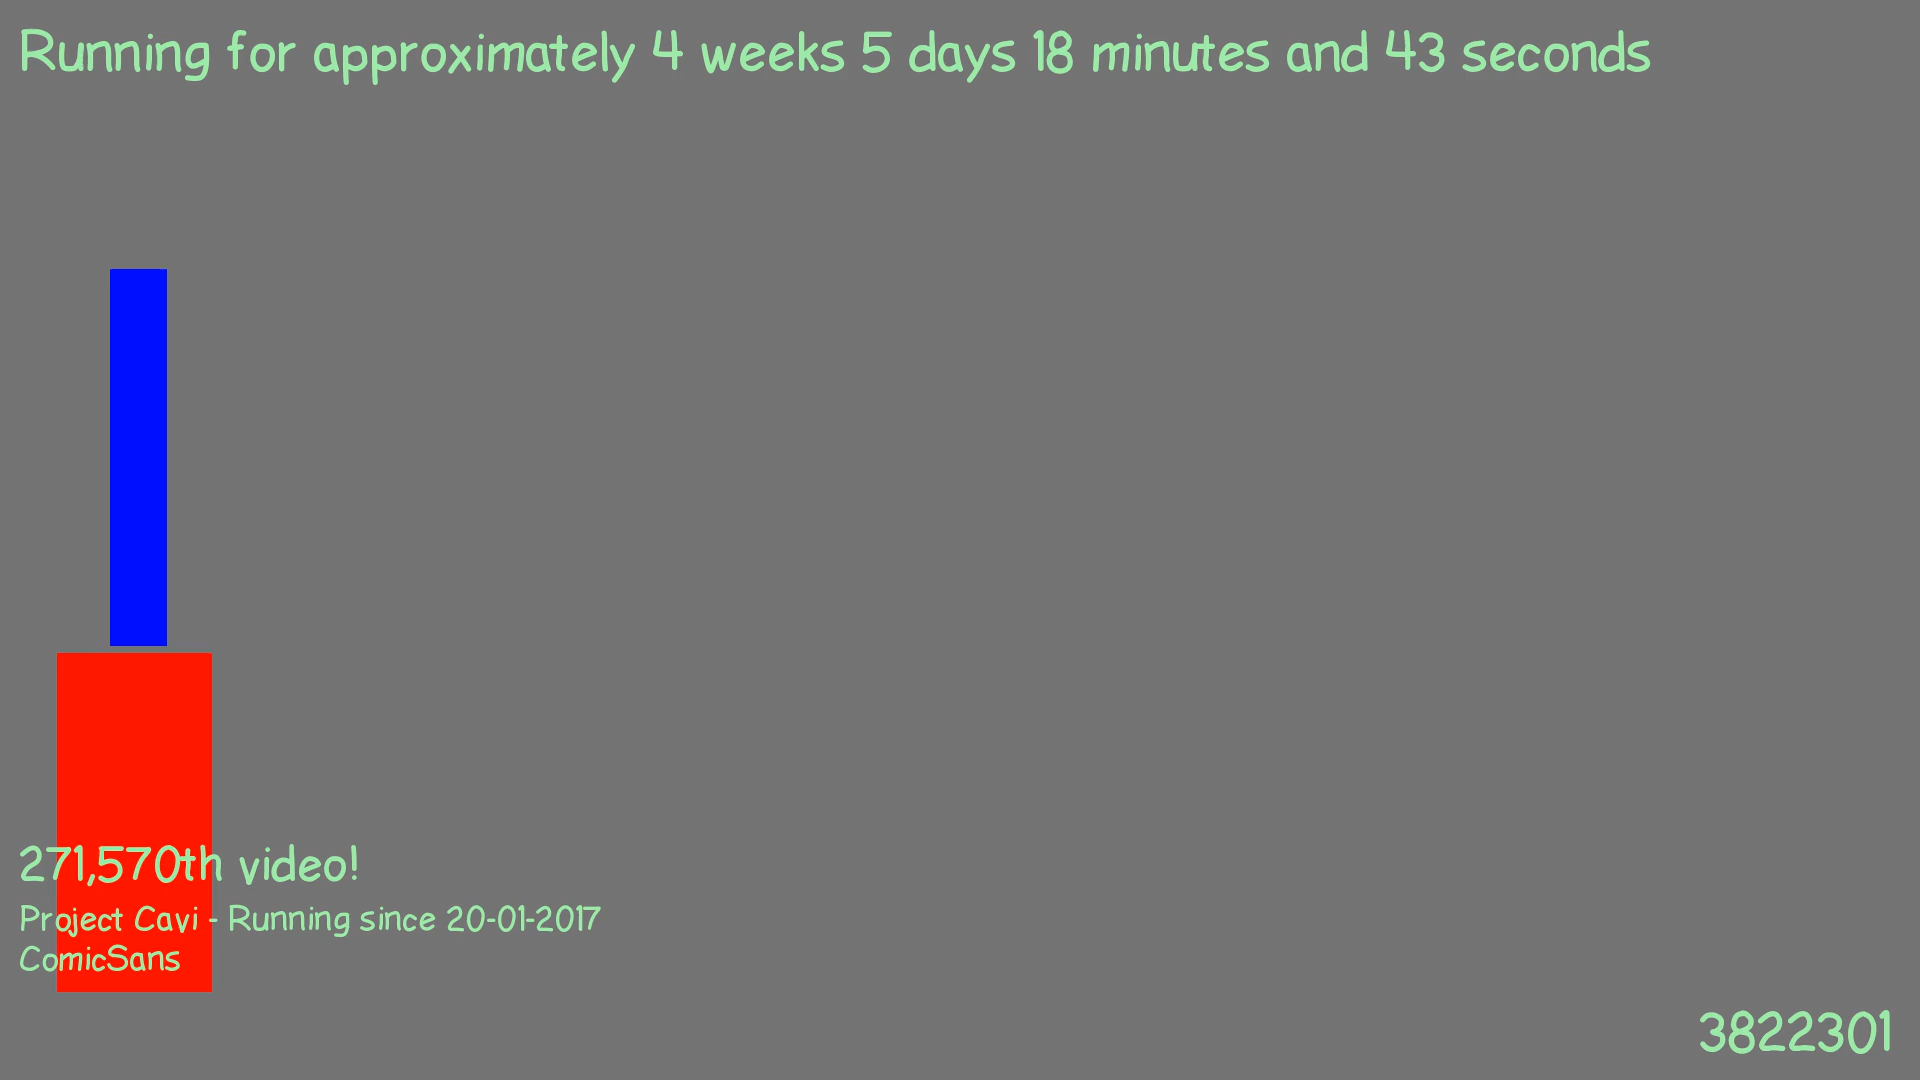 Running for approximately 4 weeks 5 days 18 minutes and 43 seconds
271,570th video!
Project Cavi - Running since 20-01-2017
ComicSans
3822301